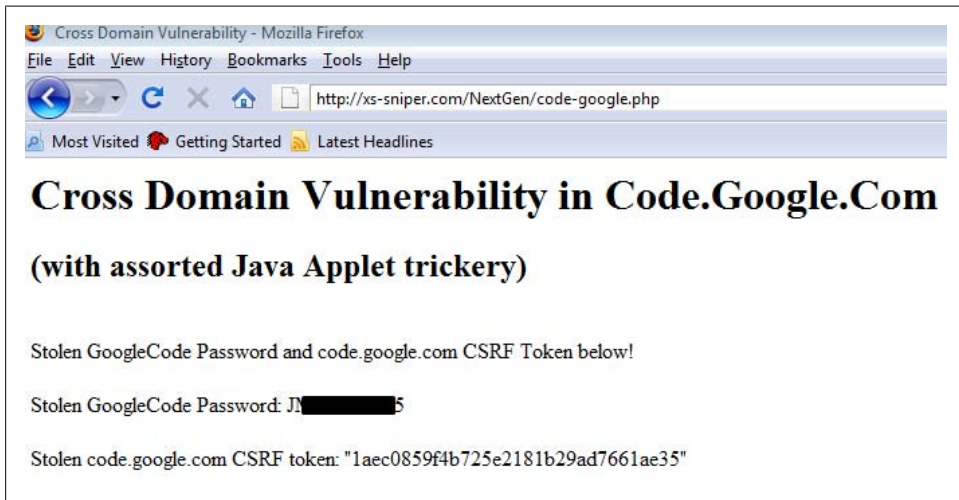 Cross Domain Vulnerability - Mozilla Firefox
File Edit View History Bookmarks Tools Help
http://xs-sniper.com/NextGen/code-google.php
Most Visited Getting Started Latest Headlines
Cross Domain Vulnerability in Code.Google.Com
(with assorted Java Applet trickery)
Stolen GoogleCode Password and code.google.com CSRF Token below!
Stolen GoogleCode Password: 5
Stolen code.google.com CSRF token: "1aec0859f4b725e2181b29ad7661ae35"